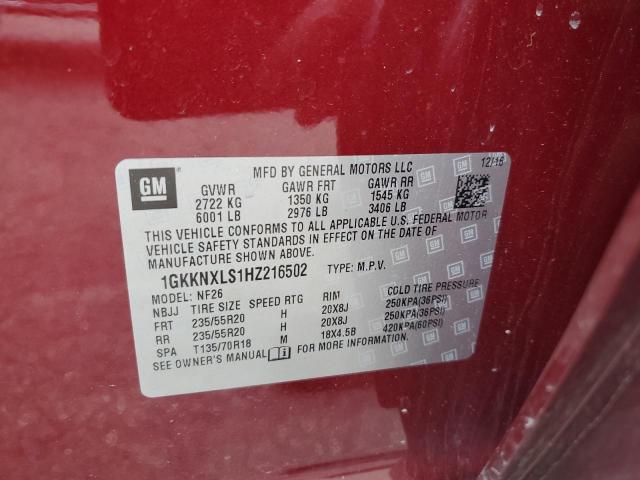 GM
MFD BY GENERAL MOTORS LLC 12/16
GVWR GAWR FRT GAWR RR
2722 KG 1350 KG 1545 KG
6001 LB 2976 LB 3406 LB
THIS VEHICLE CONFORMS TO ALL APPLICABLE U.S. FEDERAL MOTOR
VEHICLE SAFETY STANDARDS IN EFFECT ON THE DATE OF
MANUFACTURE SHOWN ABOVE.
1GKKNXLS1HZ216502 TYPE: M.P.V.
MODEL: NF26
NBJJ TIRE SIZE SPEED RTG RIM COLD TIRE PRESSURE
FRT 235/55R20 H 20X8J 250KPA(36PSI)
RR 235/55R20 H 20X8J 250KPA(36PSI)
SPA T135/70R18 M 18X4.5B 420KPA(60PSI)
SEE OWNER'S MANUAL FOR MORE INFORMATION.